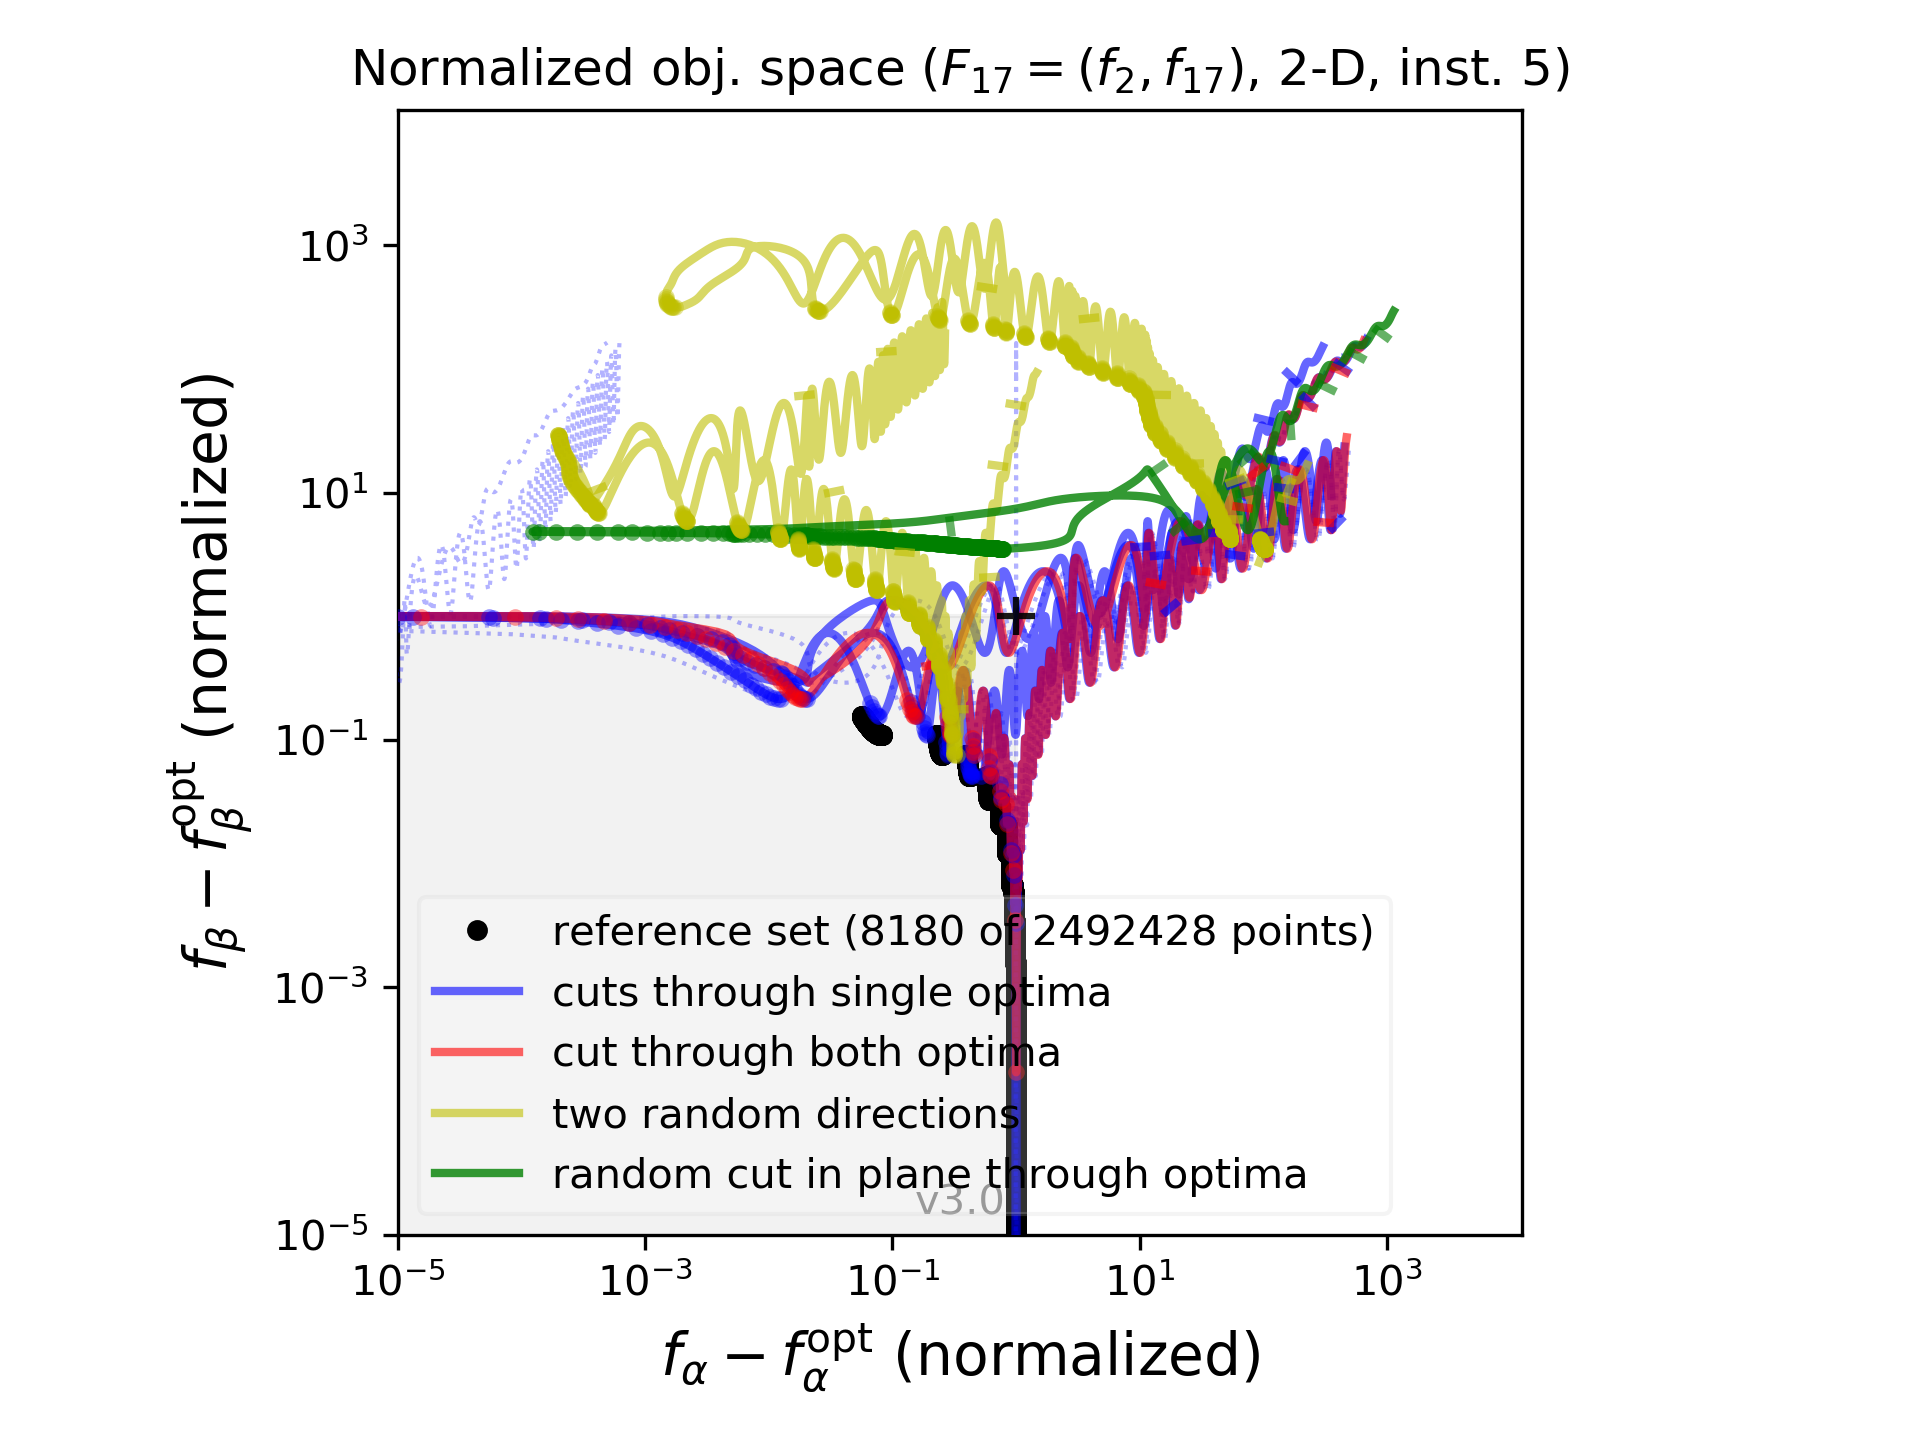 Normalized obj. space (F₁₇ = (f₂, f₁₇), 2-D, inst. 5)
f_β − f_β^opt (normalized)
10³
10¹
10⁻¹
10⁻³
10⁻⁵
reference set (8180 of 2492428 points)
cuts through single optima
cut through both optima
two random directions
random cut in plane through optima
v3.0
10⁻⁵ 10⁻³ 10⁻¹ 10¹ 10³
f_α − f_α^opt (normalized)